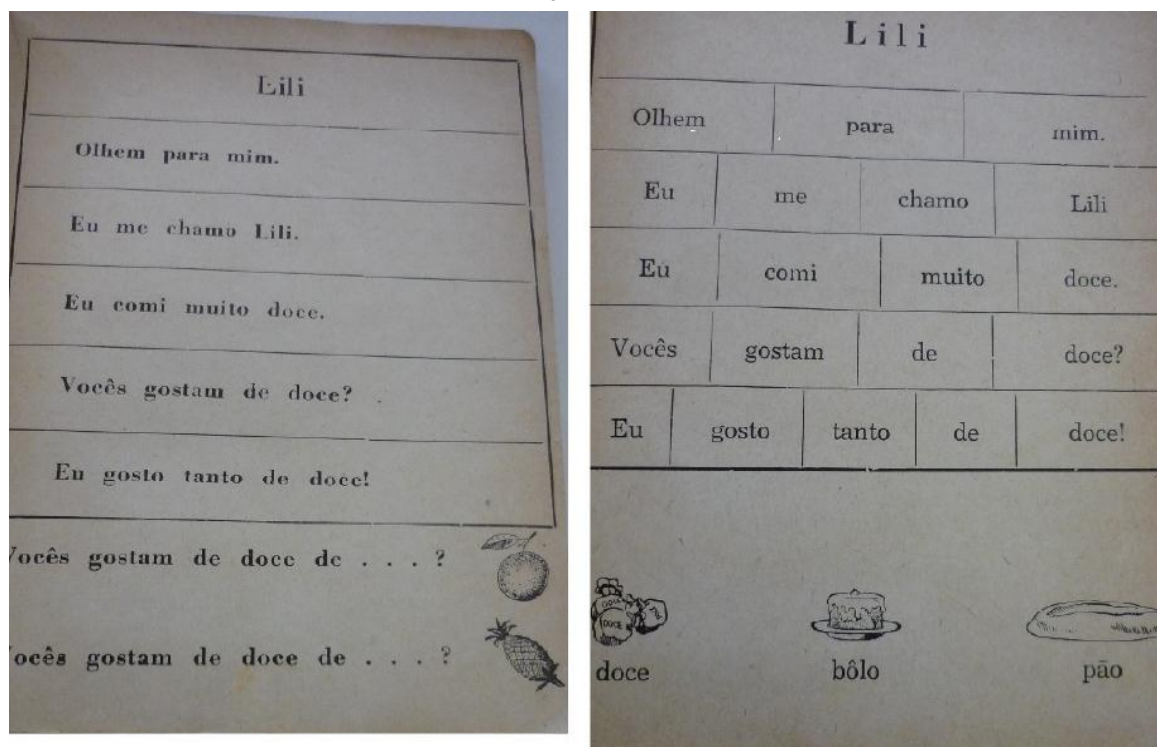 Lili
Olhem para mim.
Eu me chamo Lili.
Eu comi muito doce.
Vocês gostam de doce?
Eu gosto tanto de doce!
Vocês gostam de doce de . . . ?
ocês gostam de doce de . . . ?
Lili
Olhem para mim.
Eu me chamo Lili
Eu comi muito doce.
Vocês gostam de doce?
Eu gosto tanto de doce!
DOCE
doce bôlo pão